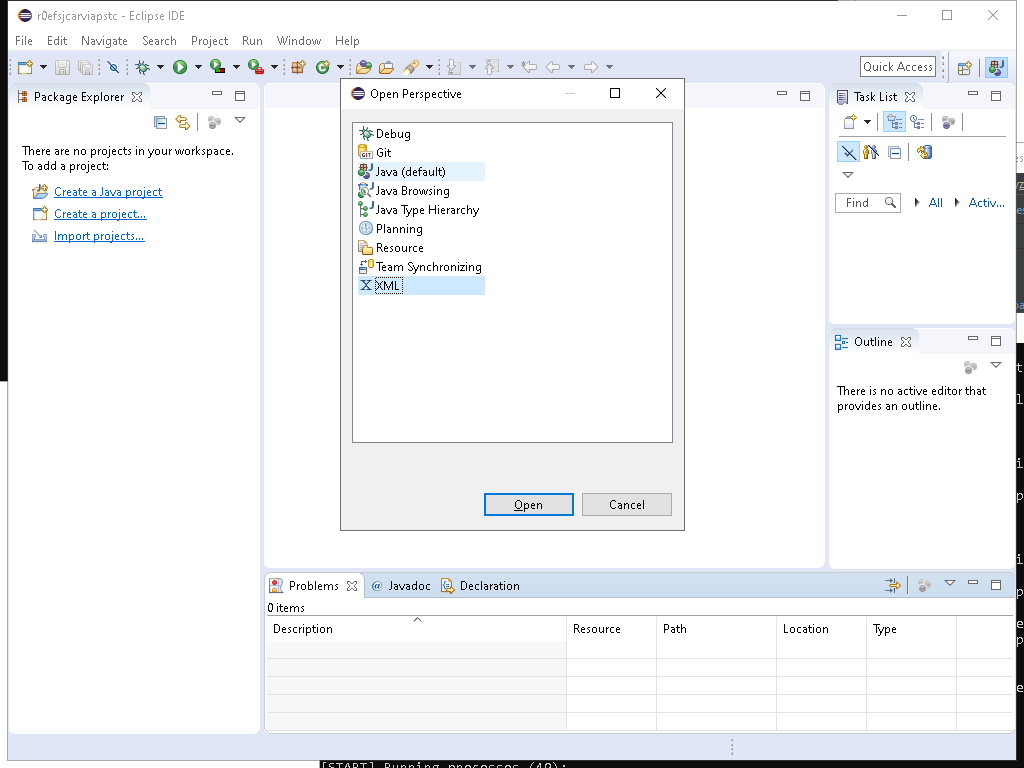 r0efsjcarviapstc - Eclipse IDE
File Edit Navigate Search Project Run Window Help
Quick Access
Package Explorer
There are no projects in your workspace.
To add a project:
Create a Java project
Create a project...
Import projects...
Open Perspective
Debug
Git
Java (default)
Java Browsing
Java Type Hierarchy
Planning
Resource
Team Synchronizing
XML
Open Cancel
Task List
Find All Activ...
Outline
There is no active editor that
provides an outline.
Problems @ Javadoc Declaration
0 items
Description Resource Path Location Type
[START] Running processes (40):